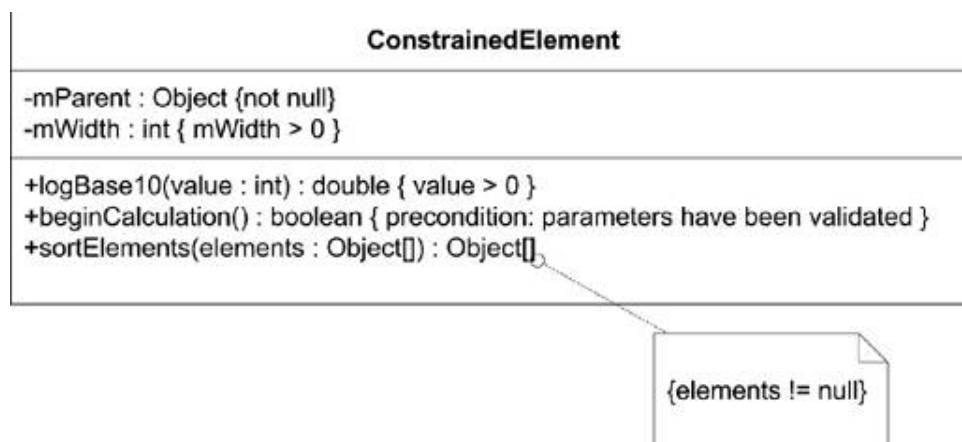 ConstrainedElement
-mParent : Object {not null}
-mWidth : int { mWidth > 0 }
+logBase10(value : int) : double { value > 0 }
+beginCalculation() : boolean { precondition: parameters have been validated }
+sortElements(elements : Object[]) : Object[]
{elements != null}